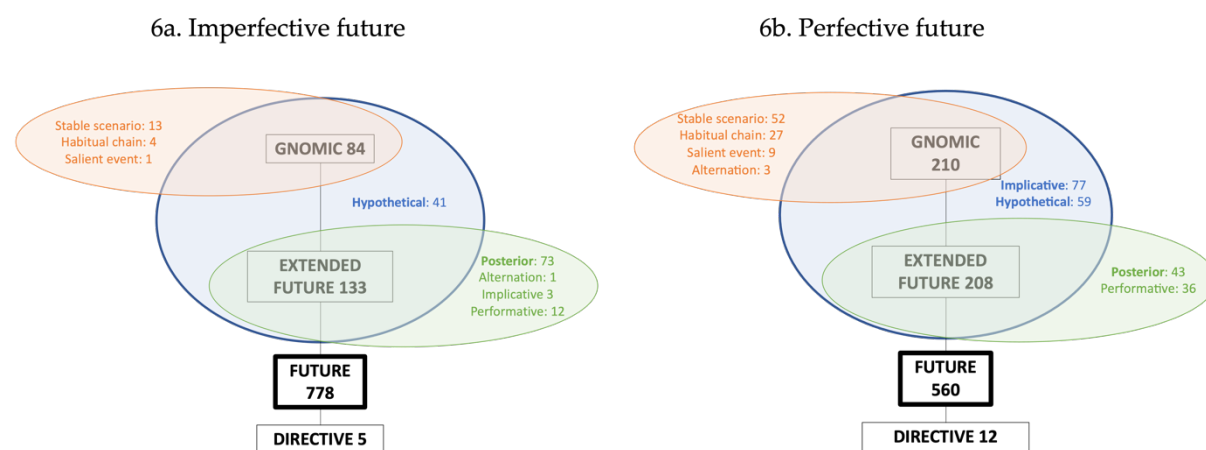 6a. Imperfective future
Stable scenario: 13
Habitual chain: 4
Salient event: 1
GNOMIC 84
Hypothetical: 41
EXTENDED
FUTURE 133
Posterior: 73
Alternation: 1
Implicative 3
Performative: 12
FUTURE
778
DIRECTIVE 5
6b. Perfective future
Stable scenario: 52
Habitual chain: 27
Salient event: 9
Alternation: 3
GNOMIC
210
Implicative: 77
Hypothetical: 59
EXTENDED
FUTURE 208
Posterior: 43
Performative: 36
FUTURE
560
DIRECTIVE 12